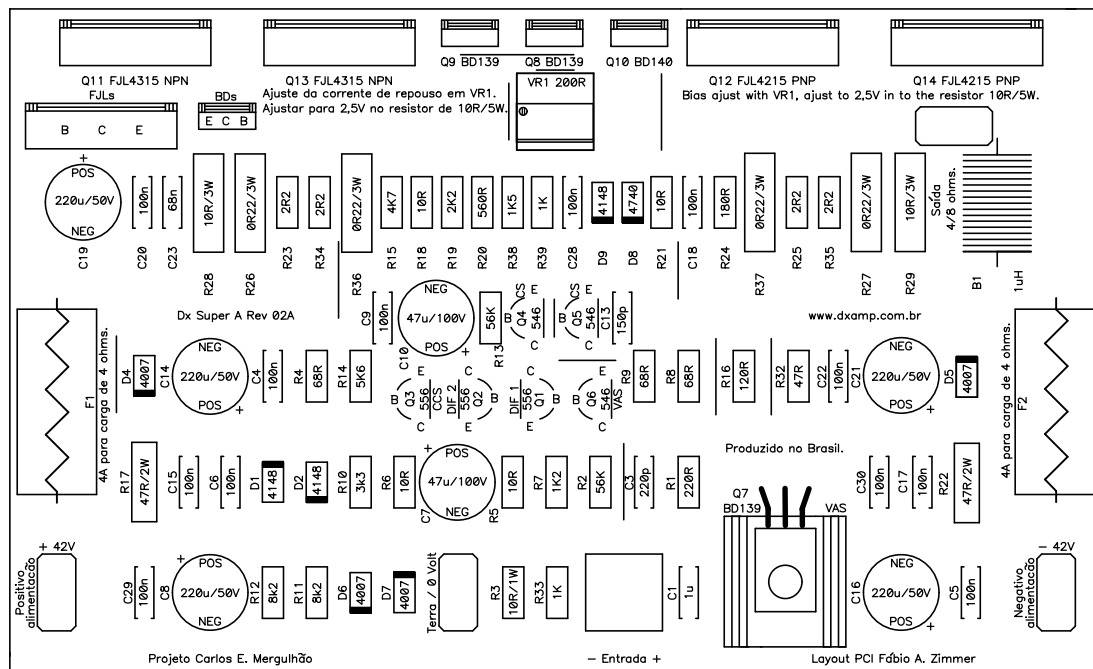 Q11 FJL4315 NPN
Q13 FJL4315 NPN
Q9 BD139
Q8 BD139
Q10 BD140
Q12 FJL4215 PNP
Q14 FJL4215 PNP
FJLs
B C E
BDs
E C B
Ajuste da corrente de repouso em VR1.
Ajustar para 2,5V no resistor de 10R/5W.
VR1 200R
Bias ajust with VR1, ajust to 2,5V in to the resistor 10R/5W.
+
POS
220u/50V
NEG
C19
100n
C20
68n
C23
10R/3W
R28
0R22/3W
R26
2R2
R23
2R2
R34
0R22/3W
R36
4K7
R15
10R
R18
2K2
R19
560R
R20
1K5
R38
1K
R39
100n
C28
4148
D9
4740
D8
10R
R21
100n
C18
180R
R24
0R22/3W
R37
2R2
R25
2R2
R35
0R22/3W
R27
10R/3W
R29
Saída
4/8 ohms.
B1
1uH
Dx Super A Rev 02A
www.dxamp.com.br
C9
100n
NEG
47u/100V
POS
+
C10
56K
R13
CS
E
B
Q4
546
C
CS
E
B
Q5
546
C
C13
150p
F1
4A para carga de 4 ohms.
D4
4007
C14
NEG
220u/50V
POS
+
C4
100n
R4
68R
R14
5K6
E
B
Q3
556
CCS
C
C
DIF 2
556
Q2
B
E
C
DIF 1
556
Q1
B
E
E
B
Q6
546
VAS
C
R9
68R
R8
68R
R16
120R
R32
47R
C22
100n
C21
NEG
220u/50V
POS
+
D5
4007
F2
4A para carga de 4 ohms.
R17
47R/2W
C15
100n
C6
100n
D1
4148
D2
4148
R10
3k3
R6
10R
+
POS
47u/100V
NEG
C7
R5
10R
R7
1K2
R2
56K
C3
220p
R1
220R
Produzido no Brasil.
Q7
BD139
VAS
C30
100n
C17
100n
R22
47R/2W
+ 42V
Positivo
alimentação
C29
100n
C8
+
POS
220u/50V
NEG
R12
8k2
R11
8k2
D6
4007
D7
4007
Terra / 0 Volt
R3
10R/1W
R33
1K
C1
1u
C16
NEG
220u/50V
POS
+
C5
100n
Negativo
alimentação
- 42V
Projeto Carlos E. Mergulhão
- Entrada +
Layout PCI Fábio A. Zimmer